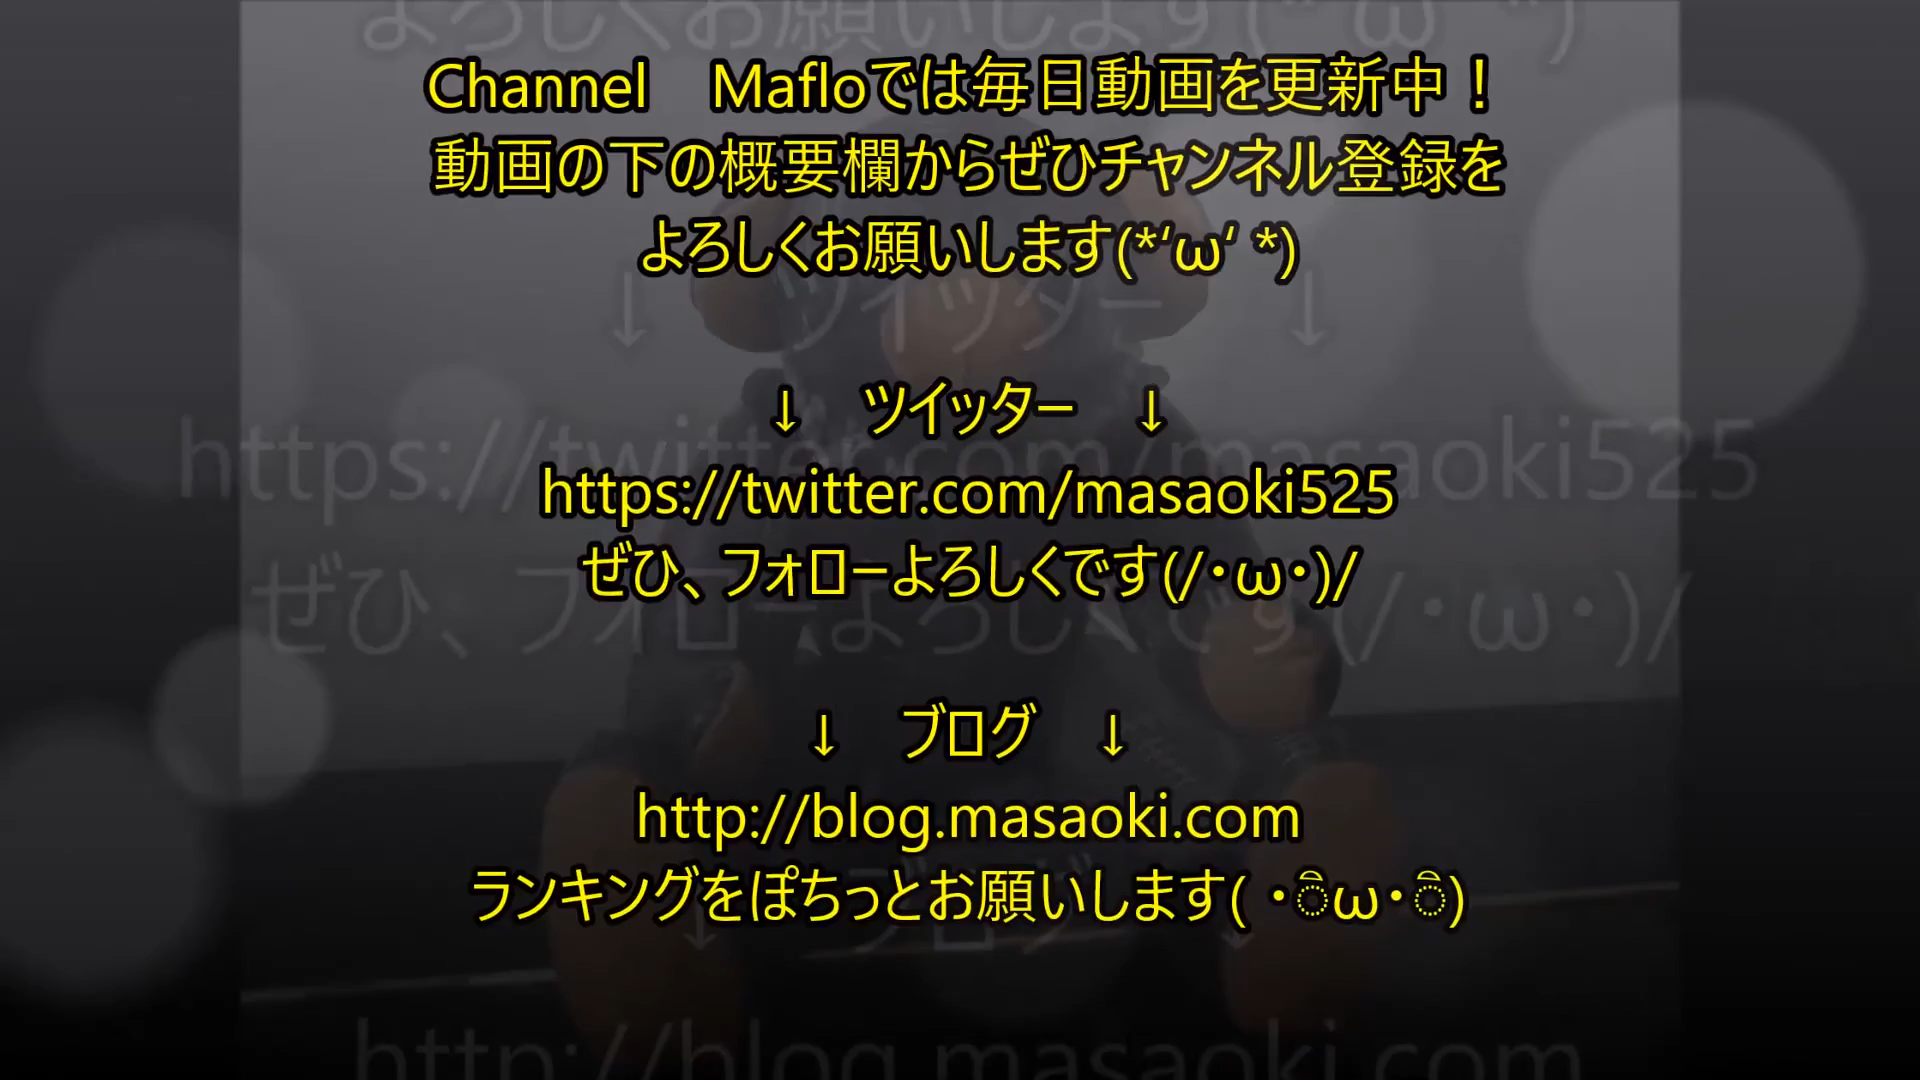 Channel　Mafloでは毎日動画を更新中！
動画の下の概要欄からぜひチャンネル登録を
よろしくお願いします(*‘ω‘ *)
↓　ツイッター　↓
https://twitter.com/masaoki525
ぜひ、フォローよろしくです(/・ω・)/
↓　ブログ　↓
http://blog.masaoki.com
ランキングをぽちっとお願いします( ・ิω・ิ)